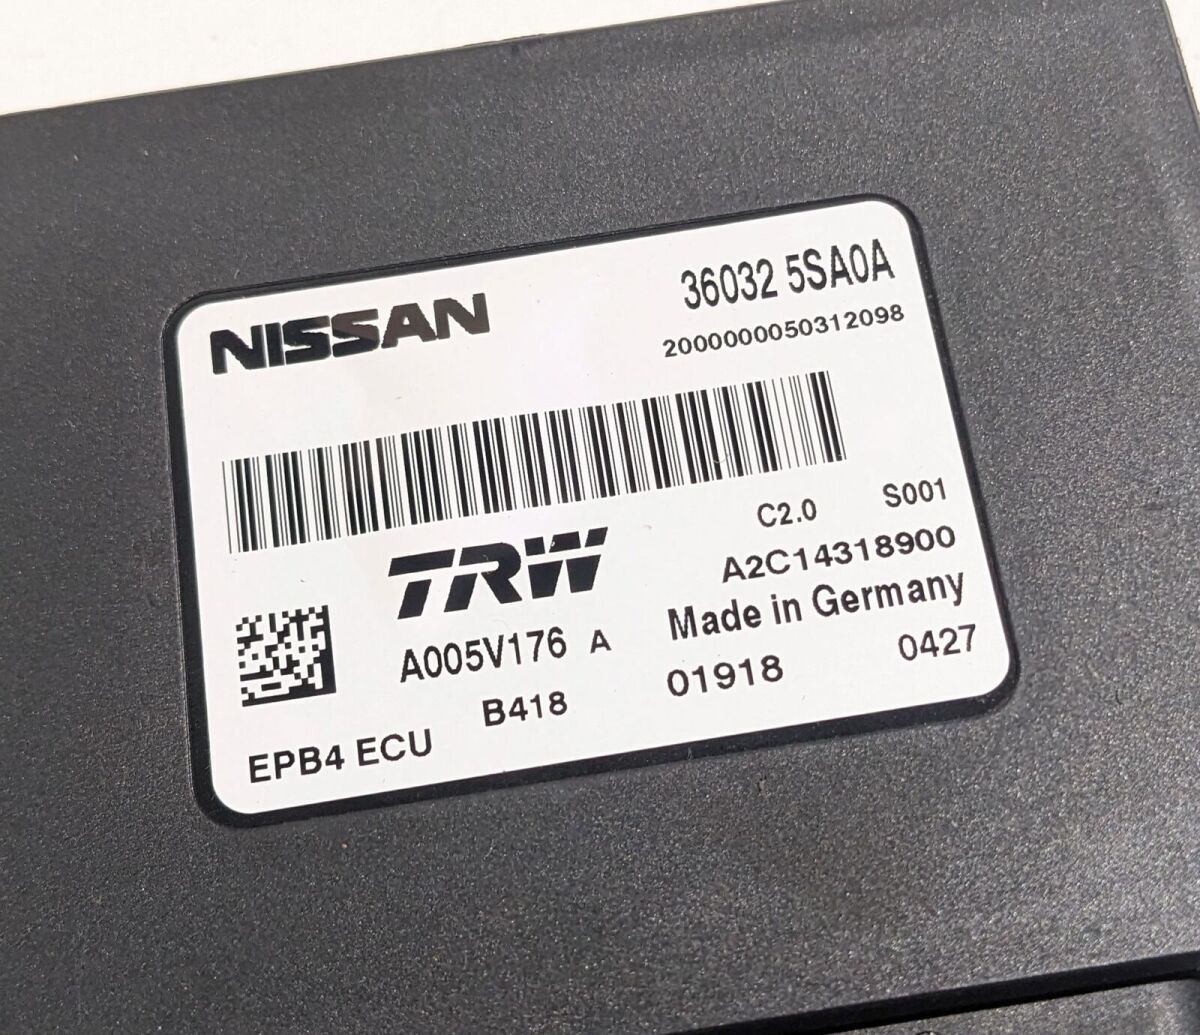 NISSAN
36032 5SA0A
2000000050312098
C2.0 S001
TRW
A2C14318900
A005V176 A
Made in Germany
B418
01918 0427
EPB4 ECU